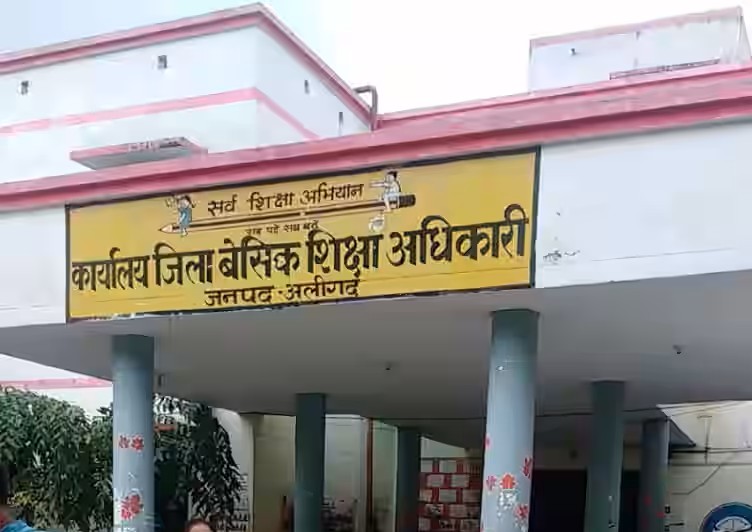 सर्व शिक्षा अभियान
सब पढें सब बढें
कार्यालय जिला बेसिक शिक्षा अधिकारी
जनपद-अलीगढ़